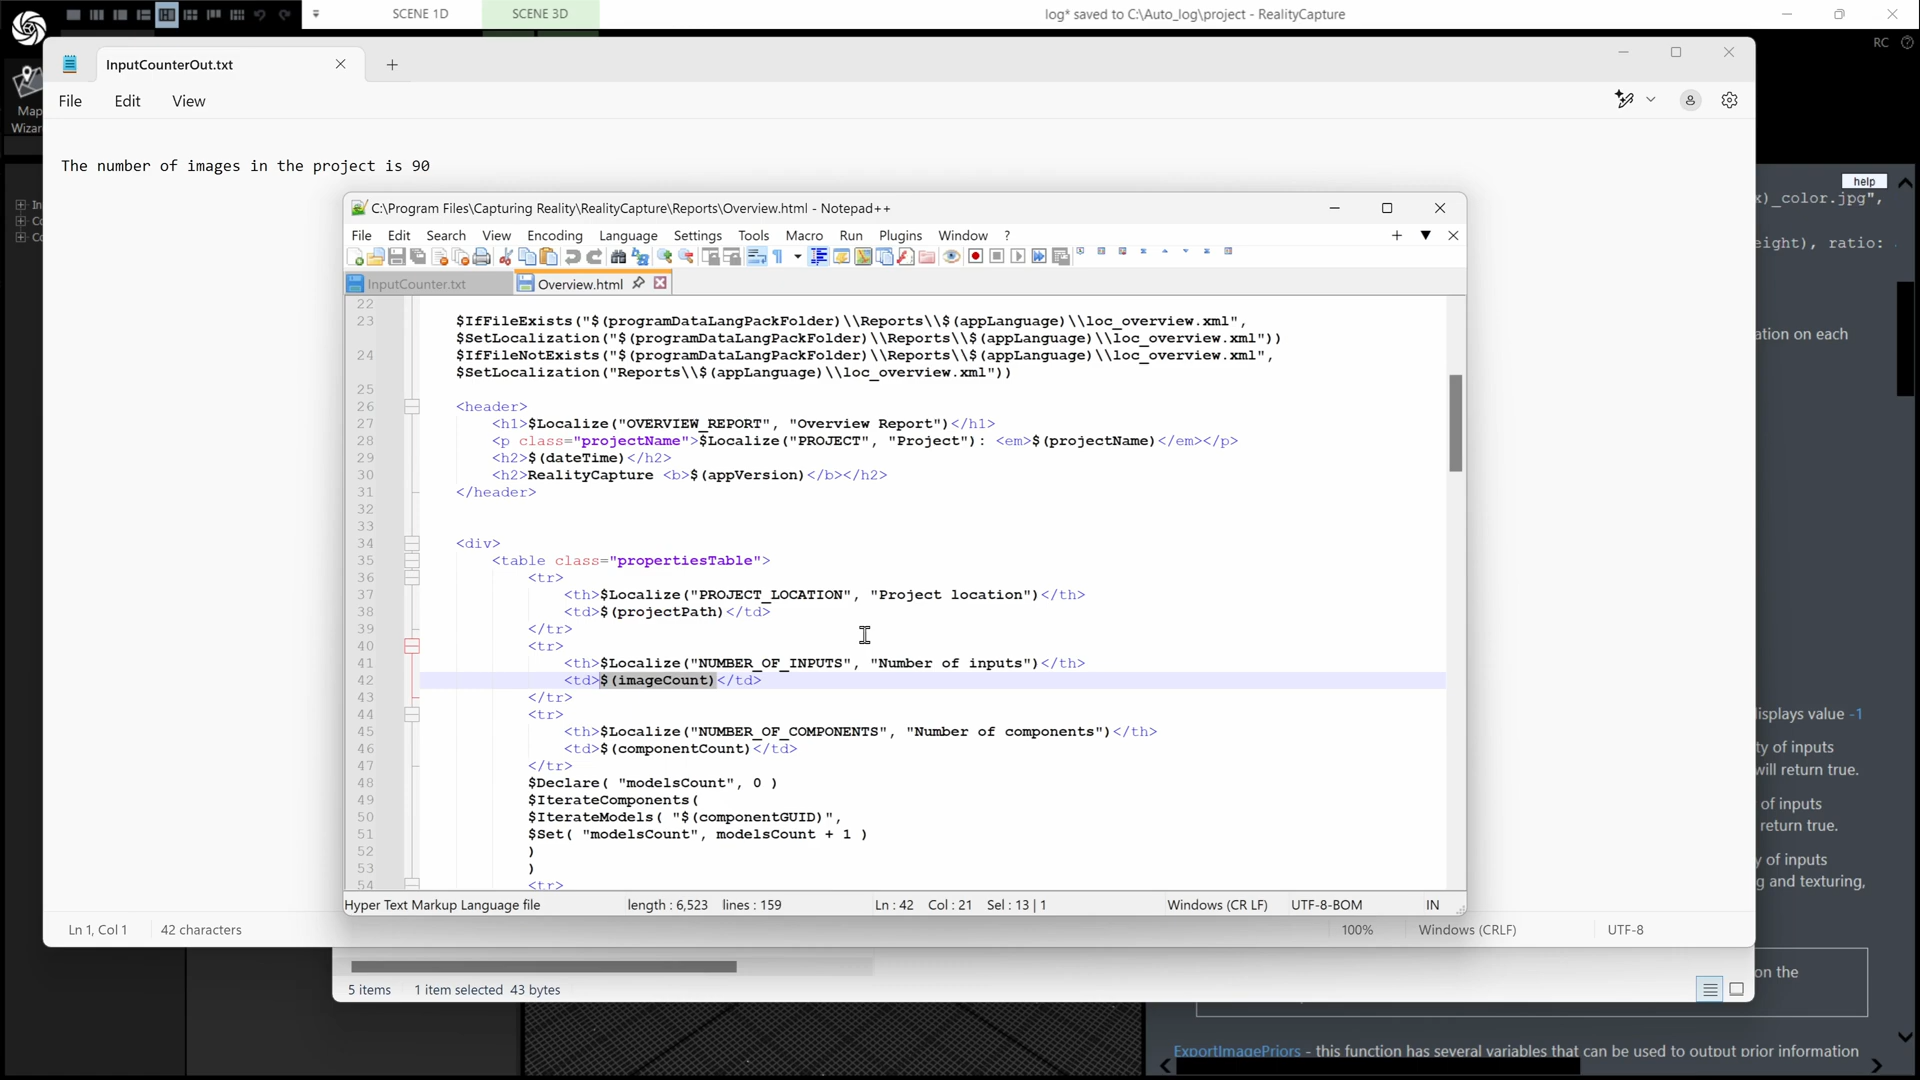 SCENE 1D
SCENE 3D
log* saved to C:\Auto_log\project - RealityCapture
RC
InputCounterOut.txt
Map
Wizar
File
Edit
View
The number of images in the project is 90
help
x)_color.jpg",
eight), ratio:
ation on each
isplays value -1
ty of inputs
will return true.
of inputs
return true.
y of inputs
g and texturing,
on the
ExportImagePriors - this function has several variables that can be used to output prior information
In
Co
Co
C:\Program Files\Capturing Reality\RealityCapture\Reports\Overview.html - Notepad++
File Edit Search View Encoding Language Settings Tools Macro Run Plugins Window ?
InputCounter.txt
Overview.html
22
23 $IfFileExists("$(programDataLangPackFolder)\\Reports\\$(appLanguage)\\loc_overview.xml",
$SetLocalization("$(programDataLangPackFolder)\\Reports\\$(appLanguage)\\loc_overview.xml"))
24 $IfFileNotExists("$(programDataLangPackFolder)\\Reports\\$(appLanguage)\\loc_overview.xml",
$SetLocalization("Reports\\$(appLanguage)\\loc_overview.xml"))
25
26 <header>
27 <h1>$Localize("OVERVIEW_REPORT", "Overview Report")</h1>
28 <p class="projectName">$Localize("PROJECT", "Project"): <em>$(projectName)</em></p>
29 <h2>$(dateTime)</h2>
30 <h2>RealityCapture <b>$(appVersion)</b></h2>
31 </header>
32
33
34 <div>
35 <table class="propertiesTable">
36 <tr>
37 <th>$Localize("PROJECT_LOCATION", "Project location")</th>
38 <td>$(projectPath)</td>
39 </tr>
40 <tr>
41 <th>$Localize("NUMBER_OF_INPUTS", "Number of inputs")</th>
42 <td>$(imageCount)</td>
43 </tr>
44 <tr>
45 <th>$Localize("NUMBER_OF_COMPONENTS", "Number of components")</th>
46 <td>$(componentCount)</td>
47 </tr>
48 $Declare( "modelsCount", 0 )
49 $IterateComponents(
50 $IterateModels( "$(componentGUID)",
51 $Set( "modelsCount", modelsCount + 1 )
52 )
53 )
54 <tr>
Hyper Text Markup Language file length : 6,523 lines : 159 Ln : 42 Col : 21 Sel : 13 | 1 Windows (CR LF) UTF-8-BOM IN
Ln 1, Col 1 42 characters 100% Windows (CRLF) UTF-8
5 items 1 item selected 43 bytes